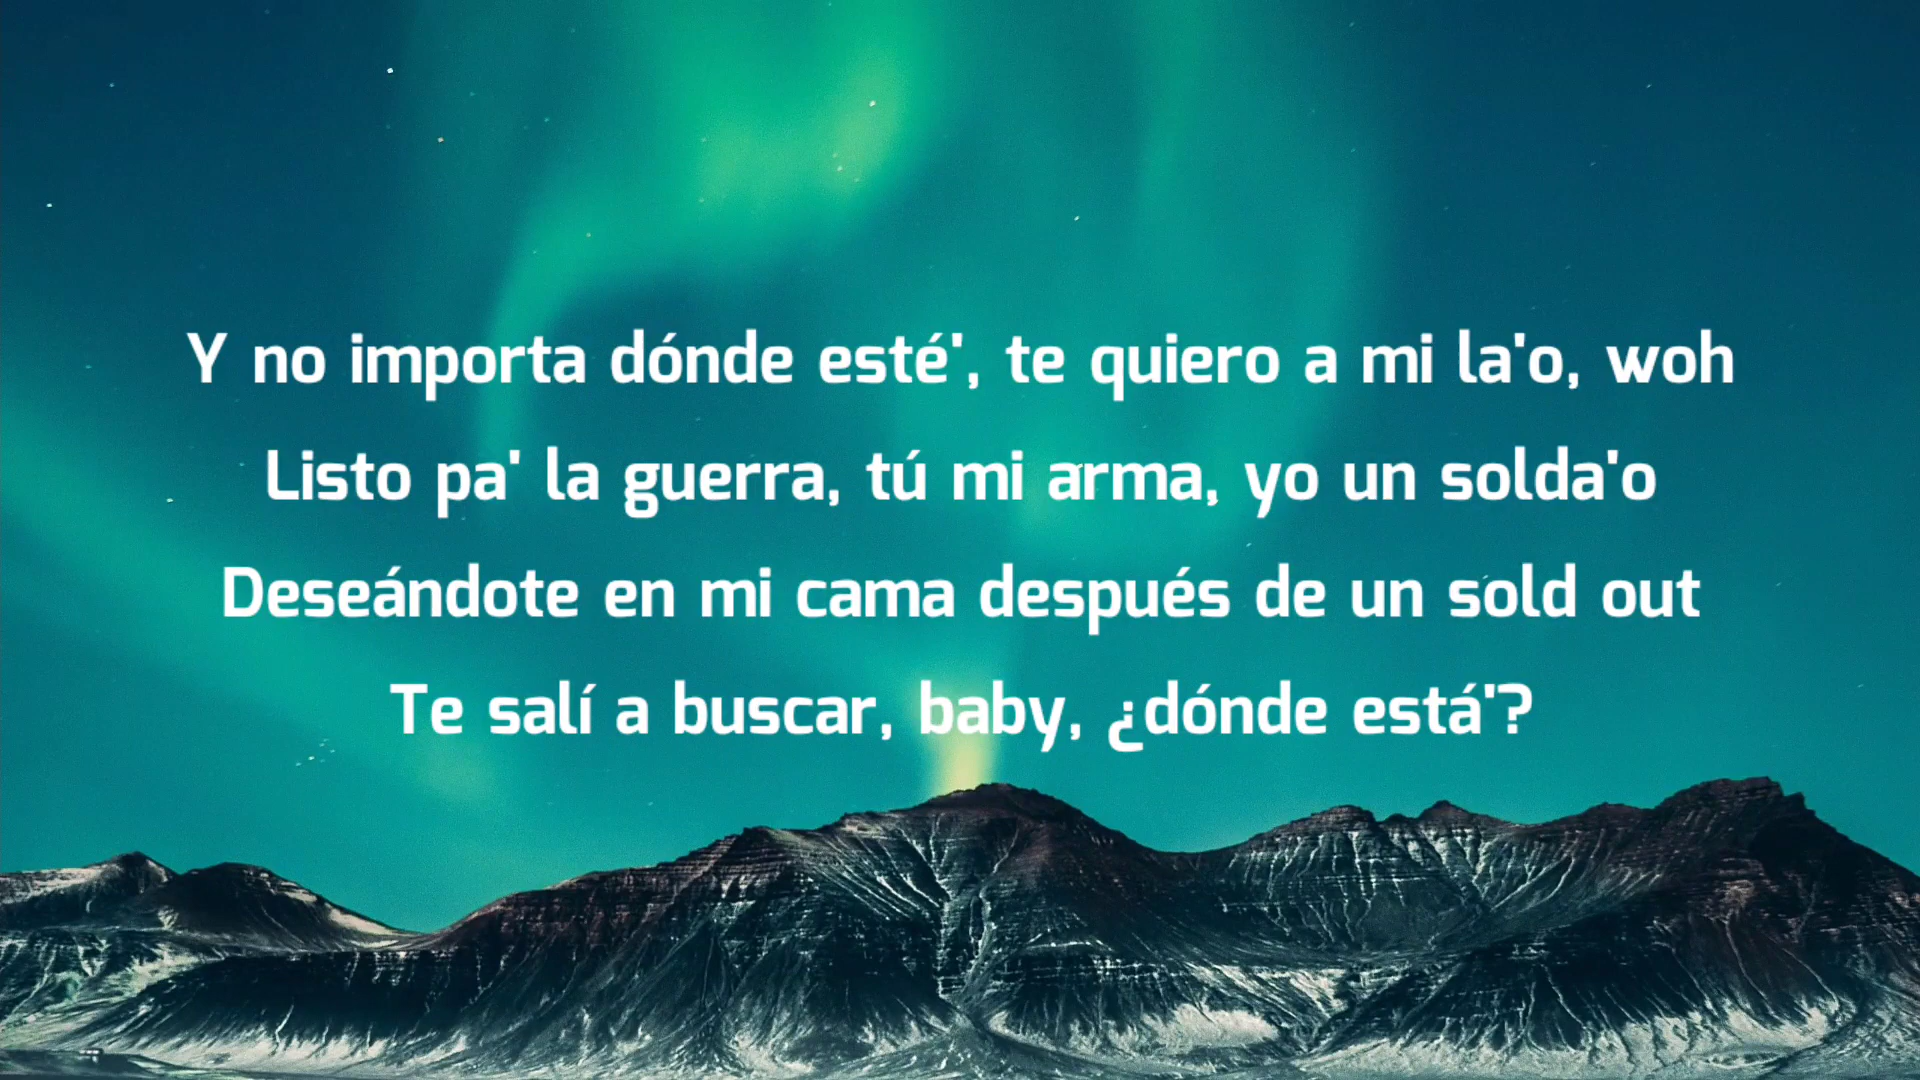 Y no importa dónde esté', te quiero a mi la'o, woh
Listo pa' la guerra, tú mi arma, yo un solda'o
Deseándote en mi cama después de un sold out
Te salí a buscar, baby, ¿dónde está'?